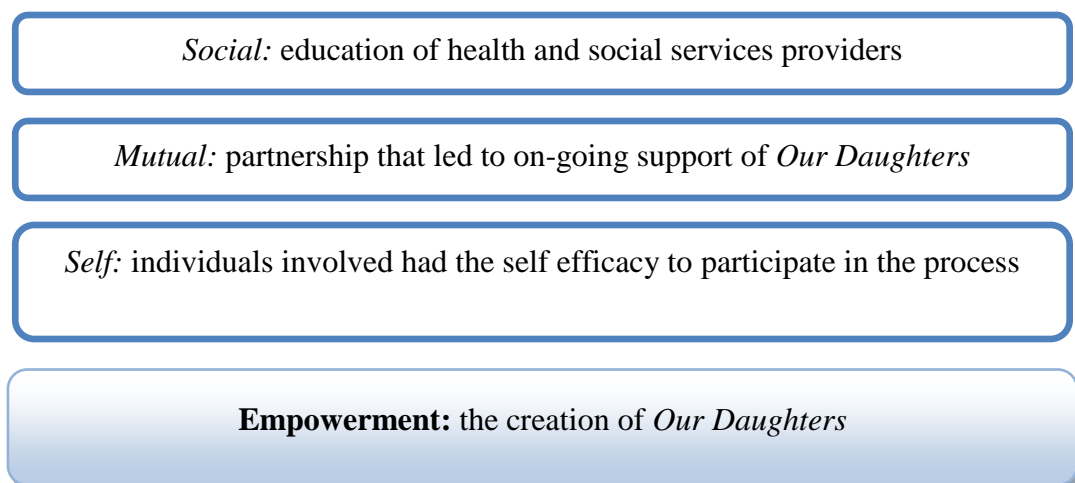 Social: education of health and social services providers
Mutual: partnership that led to on-going support of Our Daughters
Self: individuals involved had the self efficacy to participate in the process
Empowerment: the creation of Our Daughters